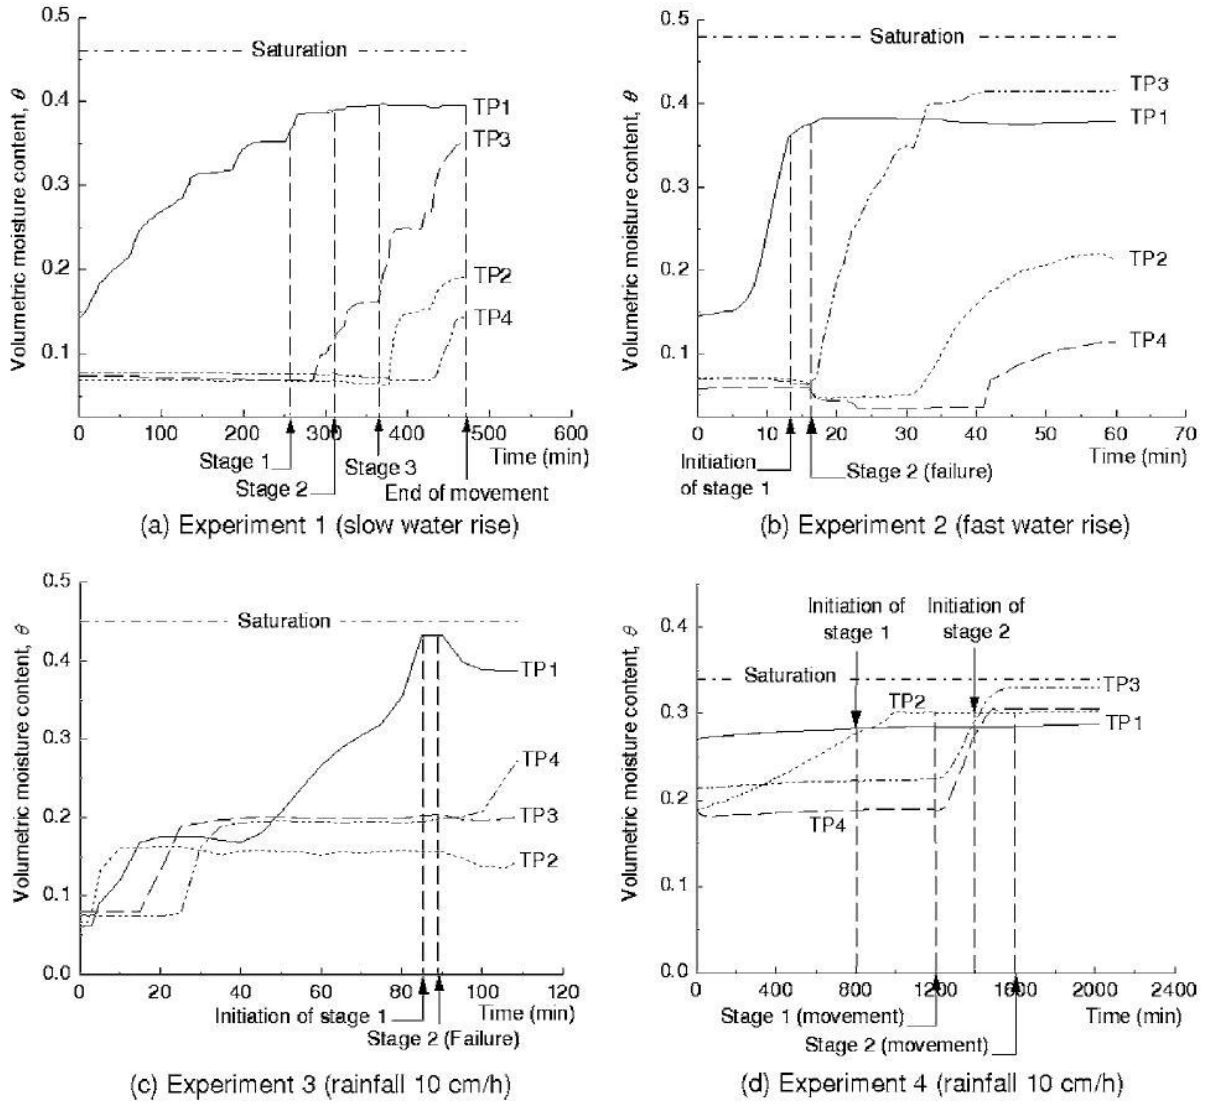 0.5
Saturation
0.4
TP1
TP3
0.3
0.2
TP2
TP4
0.1
Volumetric moisture content, θ
0 100 200 300 400 500 600
Time (min)
Stage 1
Stage 2
Stage 3
End of movement
(a) Experiment 1 (slow water rise)
0.5
Saturation
0.4
TP3
TP1
0.3
TP2
0.2
TP4
0.1
Volumetric moisture content, θ
0 10 20 30 40 50 60 70
Time (min)
Initiation
of stage 1
Stage 2 (failure)
(b) Experiment 2 (fast water rise)
0.5
Saturation
0.4
TP1
0.3
TP4
0.2
TP3
TP2
0.1
0.0
Volumetric moisture content, θ
0 20 40 60 80 100 120
Time (min)
Initiation of stage 1
Stage 2 (Failure)
(c) Experiment 3 (rainfall 10 cm/h)
Initiation of
stage 1
Initiation of
stage 2
0.4
Saturation
TP3
TP2
TP1
0.3
0.2
TP4
0.1
0.0
Volumetric moisture content, θ
0 400 800 1200 1600 2000 2400
Time (min)
Stage 1 (movement)
Stage 2 (movement)
(d) Experiment 4 (rainfall 10 cm/h)